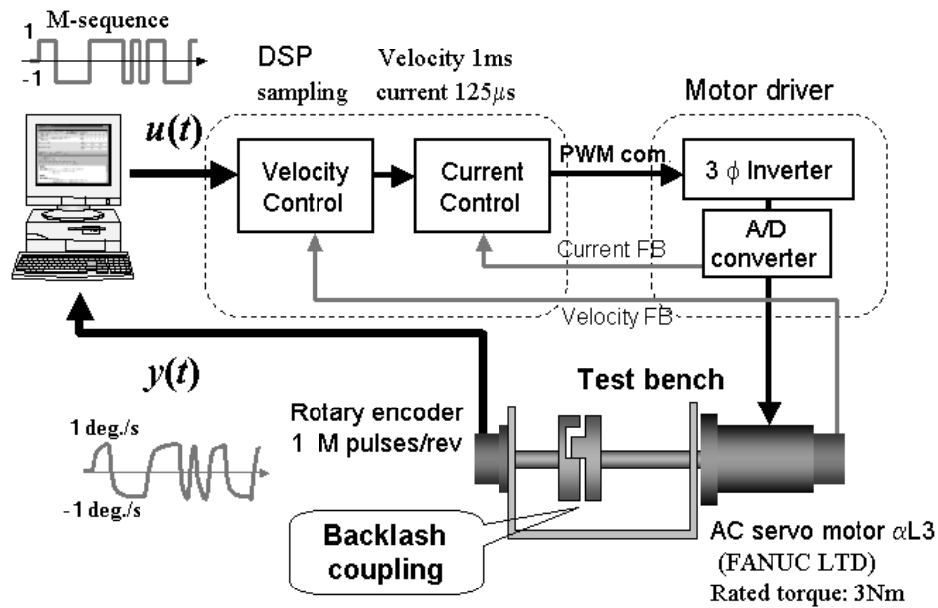 M-sequence
1
-1
DSP
sampling
Velocity 1ms
current 125μs
Motor driver
u(t)
Velocity
Control
Current
Control
PWM com.
3 ϕ Inverter
A/D
converter
Current FB
Velocity FB
y(t)
1 deg./s
-1 deg./s
Rotary encoder
1 M pulses/rev
Test bench
Backlash
coupling
AC servo motor αL3
(FANUC LTD)
Rated torque: 3Nm